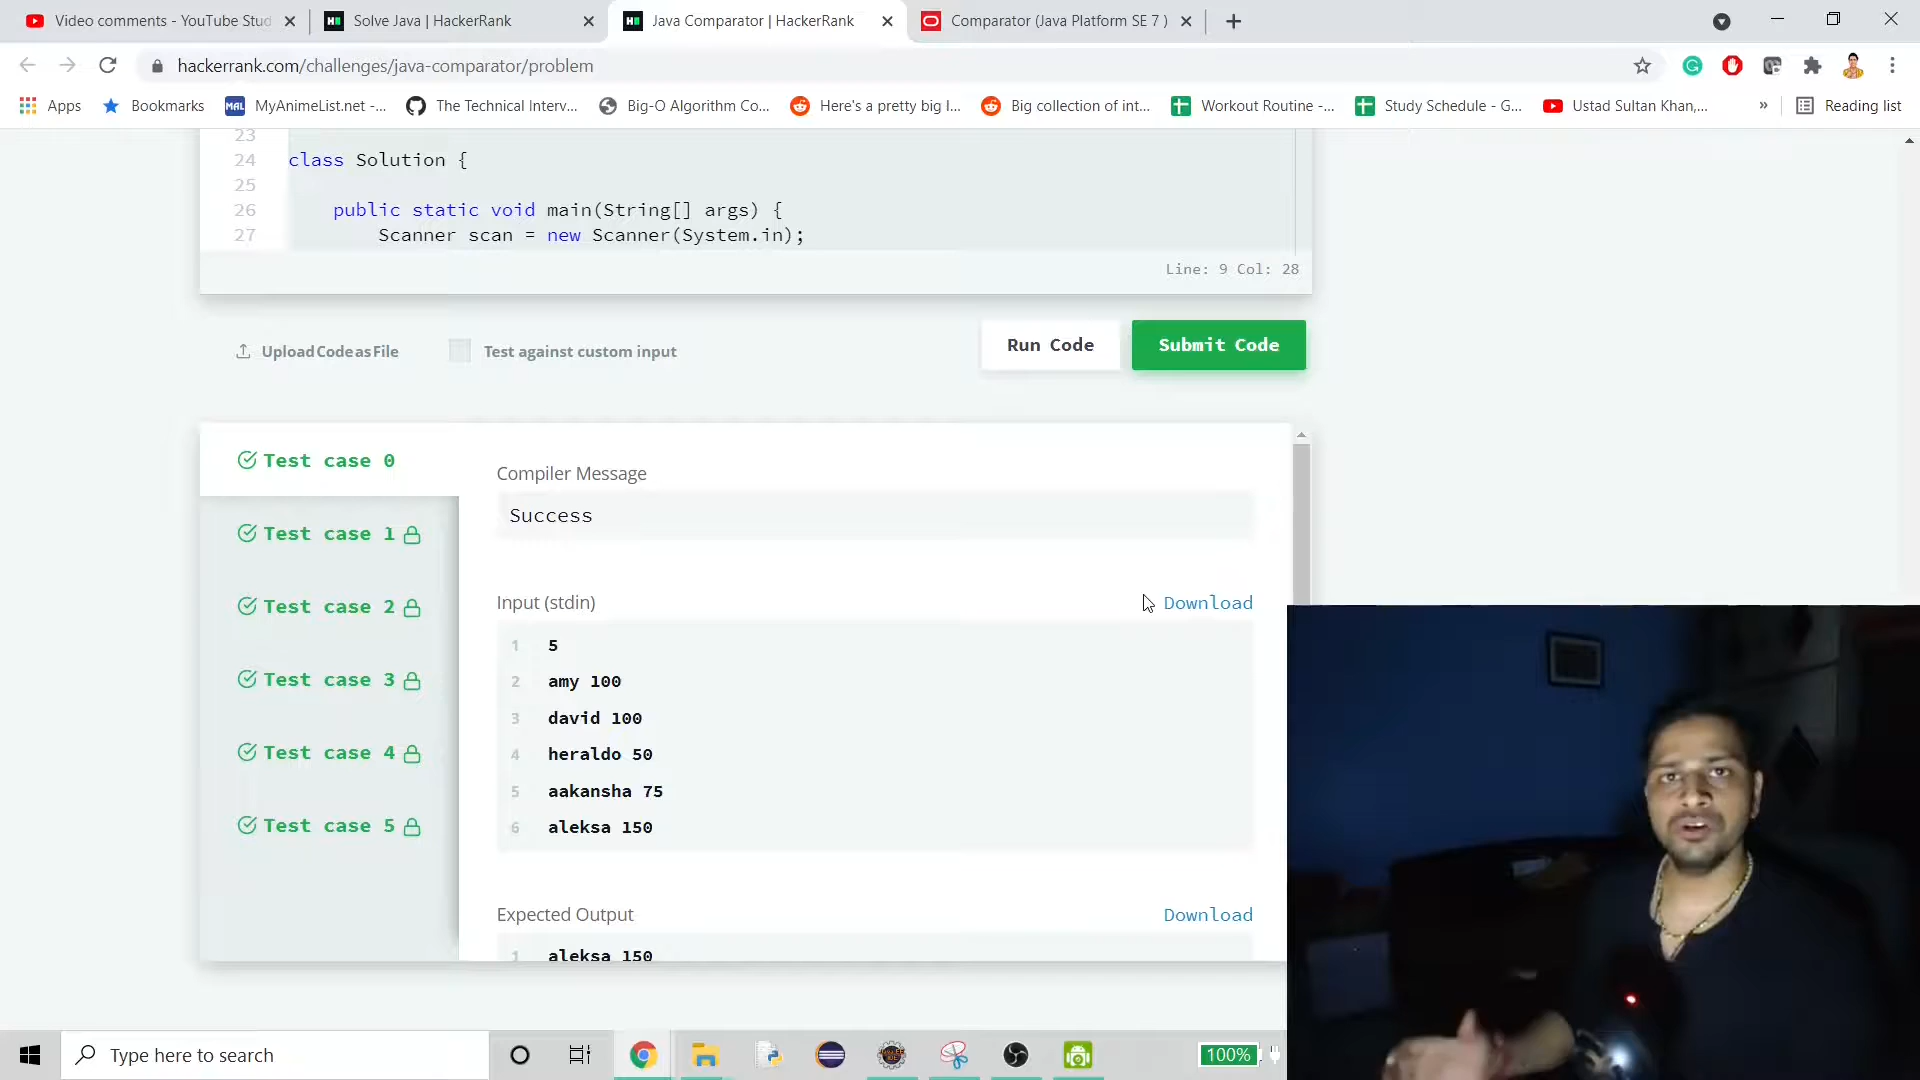 Video comments - YouTube Stud
Solve Java | HackerRank
Java Comparator | HackerRank
Comparator (Java Platform SE 7 )
hackerrank.com/challenges/java-comparator/problem
Apps
Bookmarks
MyAnimeList.net -...
The Technical Interv...
Big-O Algorithm Co...
Here's a pretty big l...
Big collection of int...
Workout Routine -...
Study Schedule - G...
Ustad Sultan Khan,...
»
Reading list
23
24 class Solution {
25
26 public static void main(String[] args) {
27 Scanner scan = new Scanner(System.in);
Line: 9 Col: 28
Upload Code as File
Test against custom input
Run Code
Submit Code
Test case 0
Test case 1
Test case 2
Test case 3
Test case 4
Test case 5
Compiler Message
Success
Input (stdin)
Download
1 5
2 amy 100
3 david 100
4 heraldo 50
5 aakansha 75
6 aleksa 150
Expected Output
Download
1 aleksa 150
Type here to search
100%